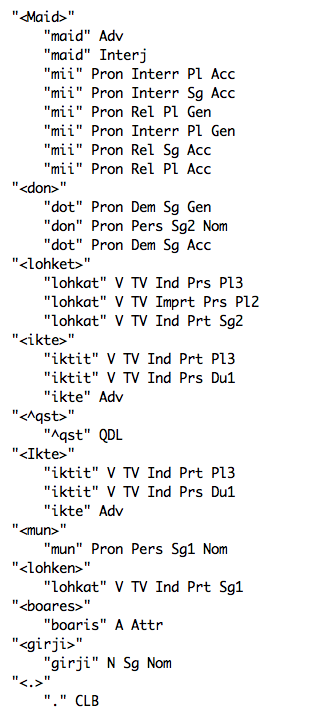 "<Maid>"
"maid" Adv
"maid" Interj
"mii" Pron Interr Pl Acc
"mii" Pron Interr Sg Acc
"mii" Pron Rel Pl Gen
"mii" Pron Interr Pl Gen
"mii" Pron Rel Sg Acc
"mii" Pron Rel Pl Acc
"<don>"
"dot" Pron Dem Sg Gen
"don" Pron Pers Sg2 Nom
"dot" Pron Dem Sg Acc
"<lohket>"
"lohkat" V TV Ind Prs Pl3
"lohkat" V TV Imprt Prs Pl2
"lohkat" V TV Ind Prt Sg2
"<ikte>"
"iktit" V TV Ind Prt Pl3
"iktit" V TV Ind Prs Du1
"ikte" Adv
"<^qst>"
"^qst" QDL
"<Ikte>"
"iktit" V TV Ind Prt Pl3
"iktit" V TV Ind Prs Du1
"ikte" Adv
"<mun>"
"mun" Pron Pers Sg1 Nom
"<lohken>"
"lohkat" V TV Ind Prt Sg1
"<boares>"
"boaris" A Attr
"<girji>"
"girji" N Sg Nom
"<.>"
"." CLB